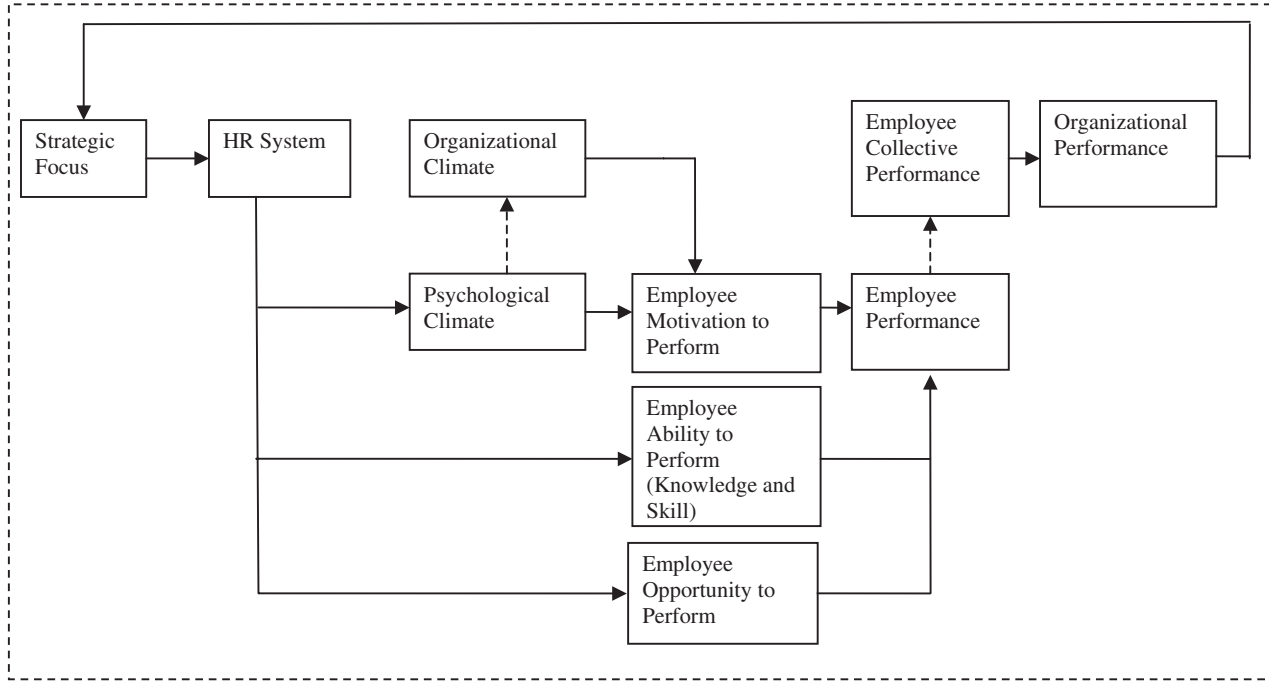 Strategic
Focus
HR System
Organizational
Climate
Psychological
Climate
Employee
Motivation to
Perform
Employee
Ability to
Perform
(Knowledge and
Skill)
Employee
Opportunity to
Perform
Employee
Performance
Employee
Collective
Performance
Organizational
Performance